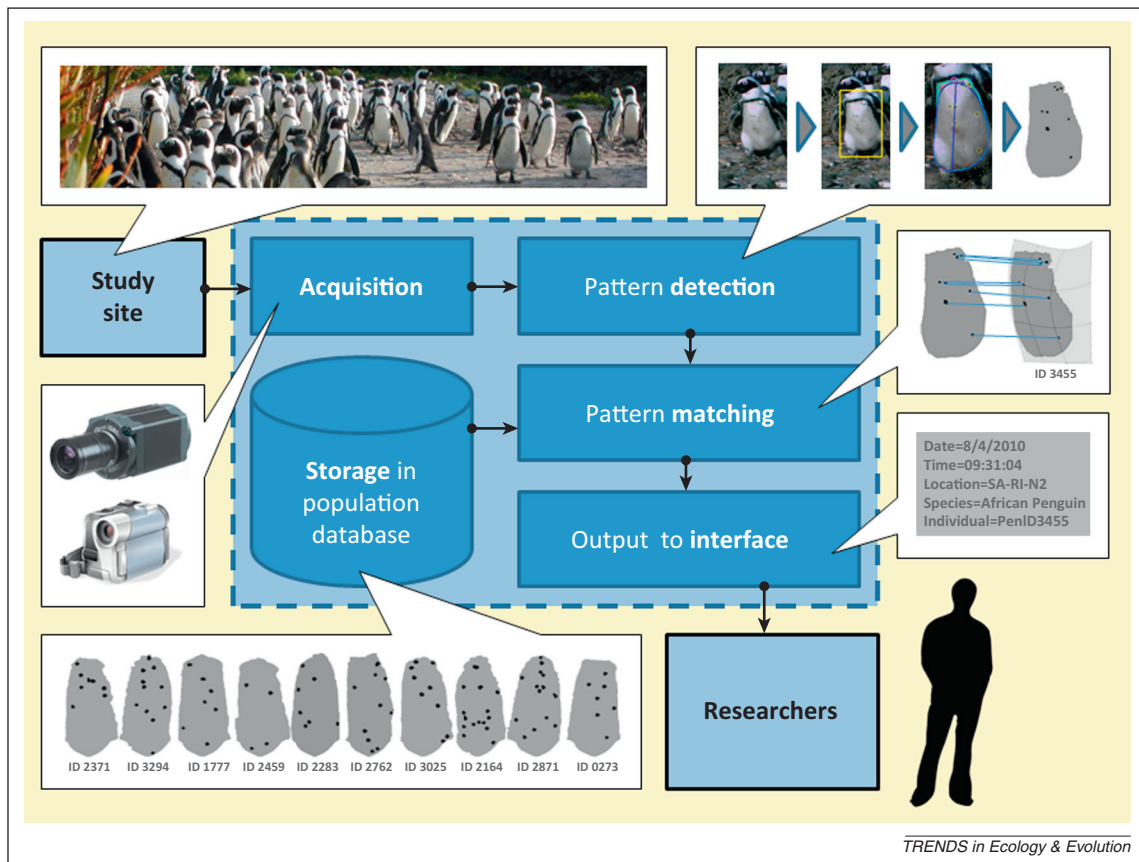 Study
site
Acquisition
Pattern detection
ID 3455
Storage in
population
database
Pattern matching
Date=8/4/2010
Time=09:31:04
Location=SA-RI-N2
Species=African Penguin
Individual=PenID3455
Output to interface
ID 2371
ID 3294
ID 1777
ID 2459
ID 2283
ID 2762
ID 3025
ID 2164
ID 2871
ID 0273
Researchers
TRENDS in Ecology & Evolution